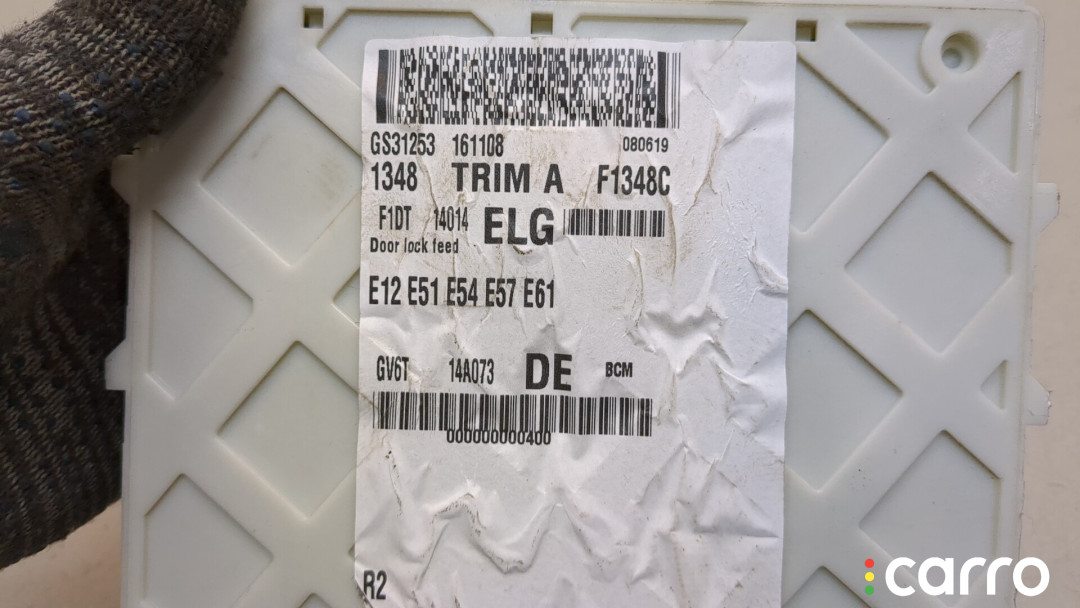 GS31253 161108 080619
1348 TRIM A F1348C
F1DT 14014 ELG
Door lock feed
E12 E51 E54 E57 E61
GV6T 14A073 DE BCM
000000000400
R2
carro